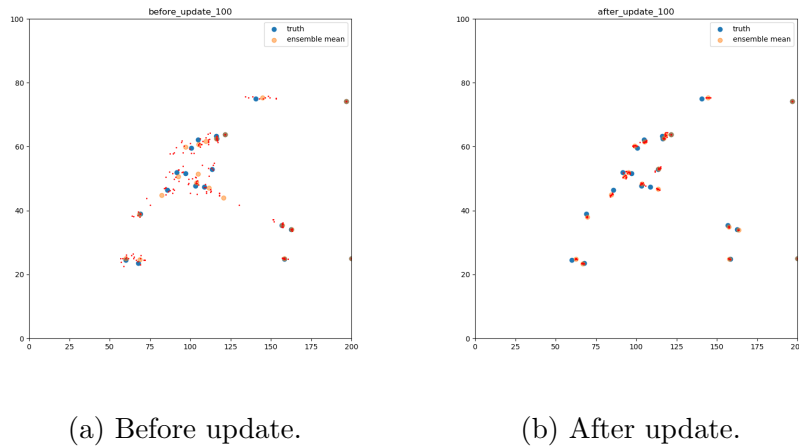 before_update_100
truth
ensemble mean
100
80
60
40
20
0
0 25 50 75 100 125 150 175 200
after_update_100
truth
ensemble mean
100
80
60
40
20
0
0 25 50 75 100 125 150 175 200
(a) Before update.
(b) After update.